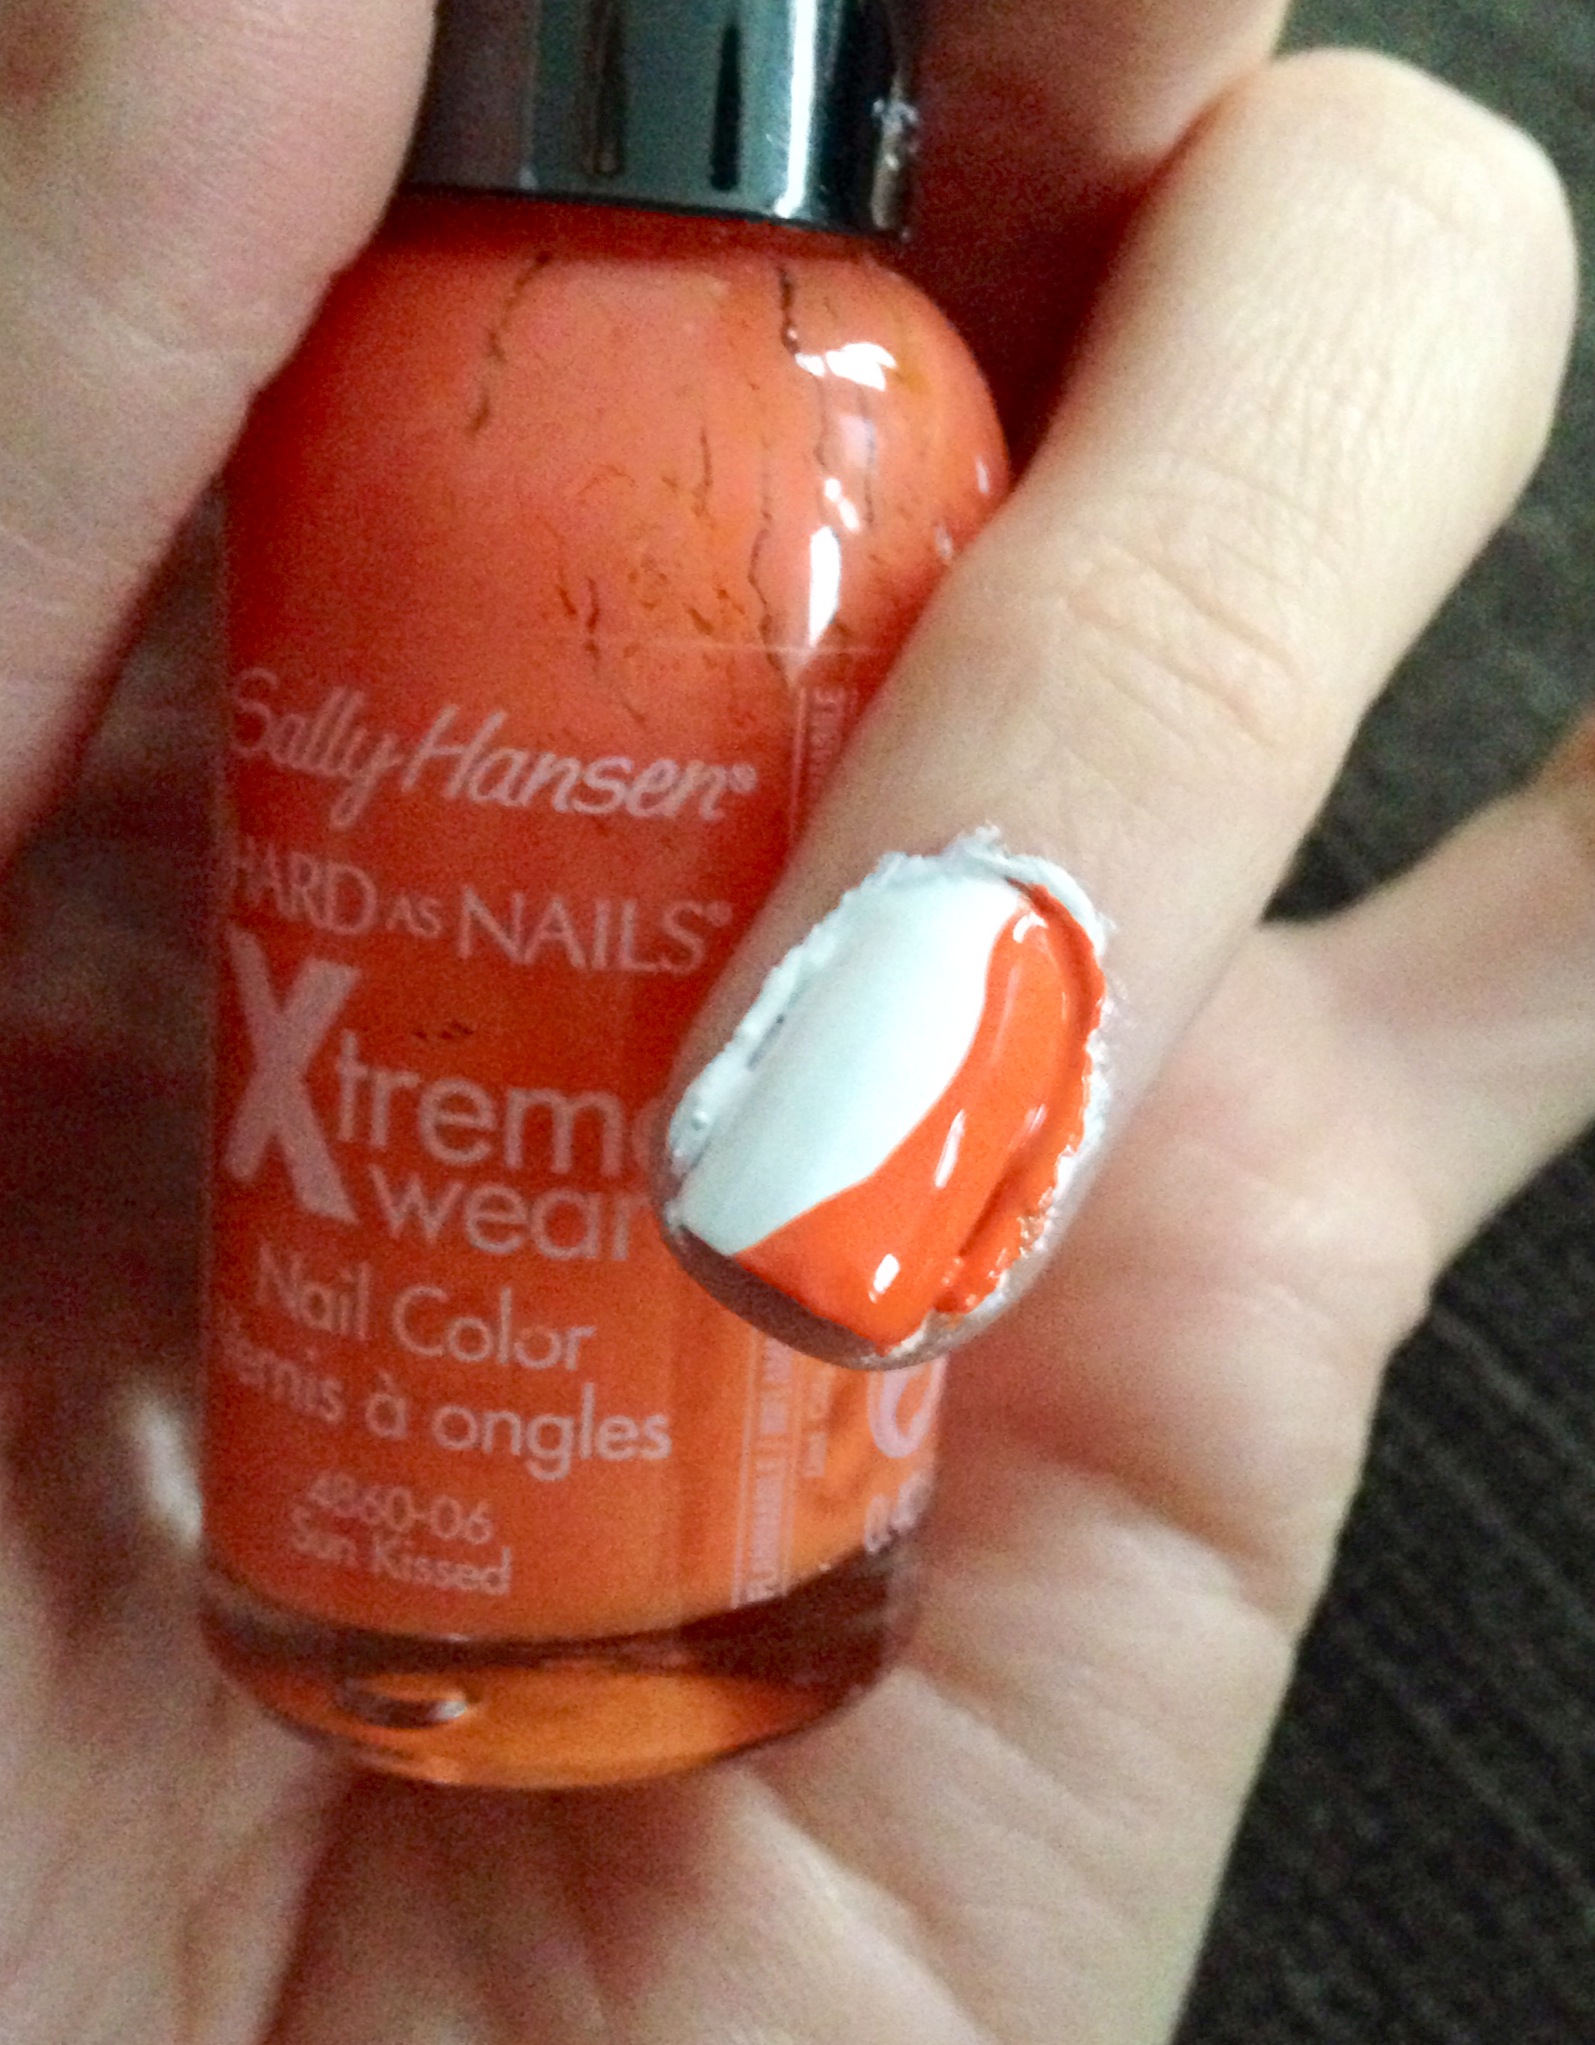 Sally Hansen®
HARD AS NAILS®
Xtreme
wear
Nail Color
Vernis à ongles
4860-06
Sun Kissed